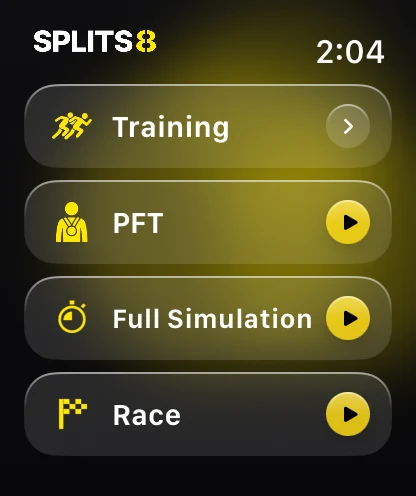 SPLITS8
2:04
Training
PFT
Full Simulation
Race